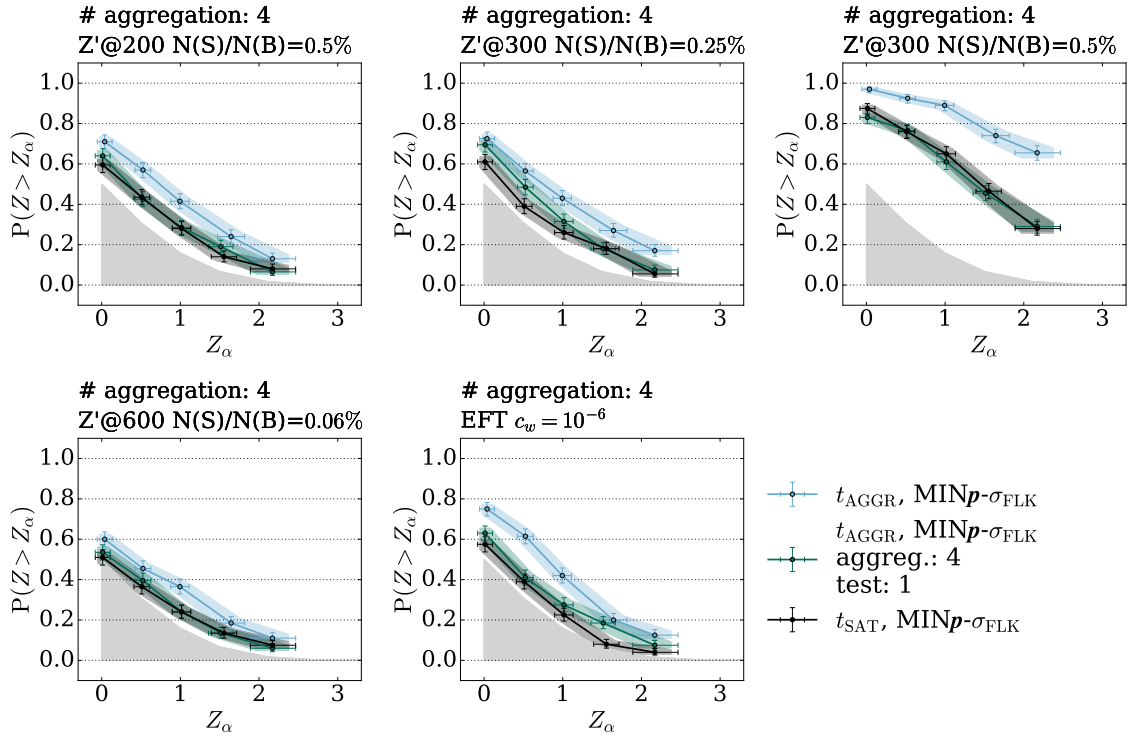 # aggregation: 4
Z'@200 N(S)/N(B)=0.5%
P(Z > Z_α)
1.0
0.8
0.6
0.4
0.2
0.0
0 1 2 3
Z_α
# aggregation: 4
Z'@300 N(S)/N(B)=0.25%
P(Z > Z_α)
1.0
0.8
0.6
0.4
0.2
0.0
0 1 2 3
Z_α
# aggregation: 4
Z'@300 N(S)/N(B)=0.5%
P(Z > Z_α)
1.0
0.8
0.6
0.4
0.2
0.0
0 1 2 3
Z_α
# aggregation: 4
Z'@600 N(S)/N(B)=0.06%
P(Z > Z_α)
1.0
0.8
0.6
0.4
0.2
0.0
0 1 2 3
Z_α
# aggregation: 4
EFT c_w = 10^{-6}
P(Z > Z_α)
1.0
0.8
0.6
0.4
0.2
0.0
0 1 2 3
Z_α
t_AGGR, MINp-σ_FLK
t_AGGR, MINp-σ_FLK
aggreg.: 4
test: 1
t_SAT, MINp-σ_FLK